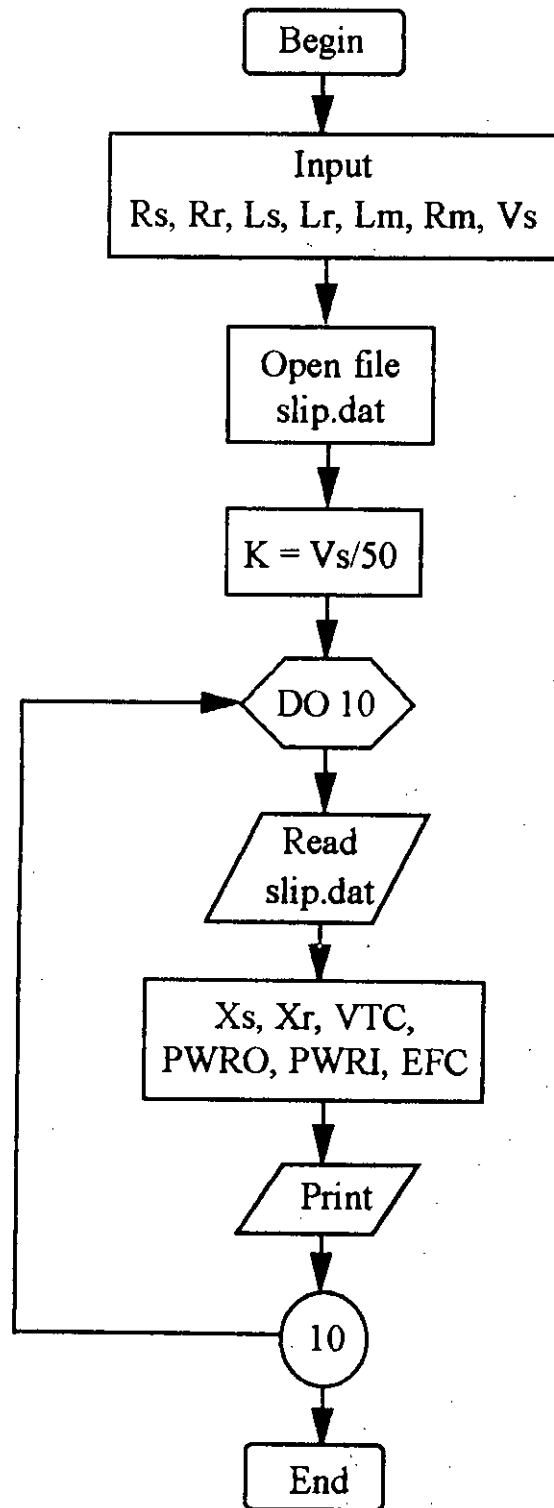 Begin
Input
Rs, Rr, Ls, Lr, Lm, Rm, Vs
Open file
slip.dat
K = Vs/50
DO 10
Read
slip.dat
Xs, Xr, VTC,
PWRO, PWRI, EFC
Print
10
End